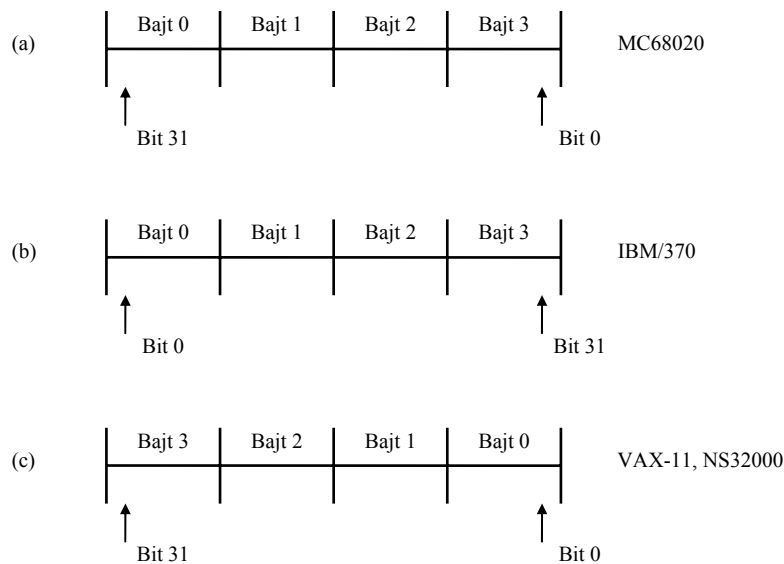 Bajt 0 Bajt 1 Bajt 2 Bajt 3
(a) MC68020
Bit 31 Bit 0
Bajt 0 Bajt 1 Bajt 2 Bajt 3
(b) IBM/370
Bit 0 Bit 31
Bajt 3 Bajt 2 Bajt 1 Bajt 0
(c) VAX-11, NS32000
Bit 31 Bit 0